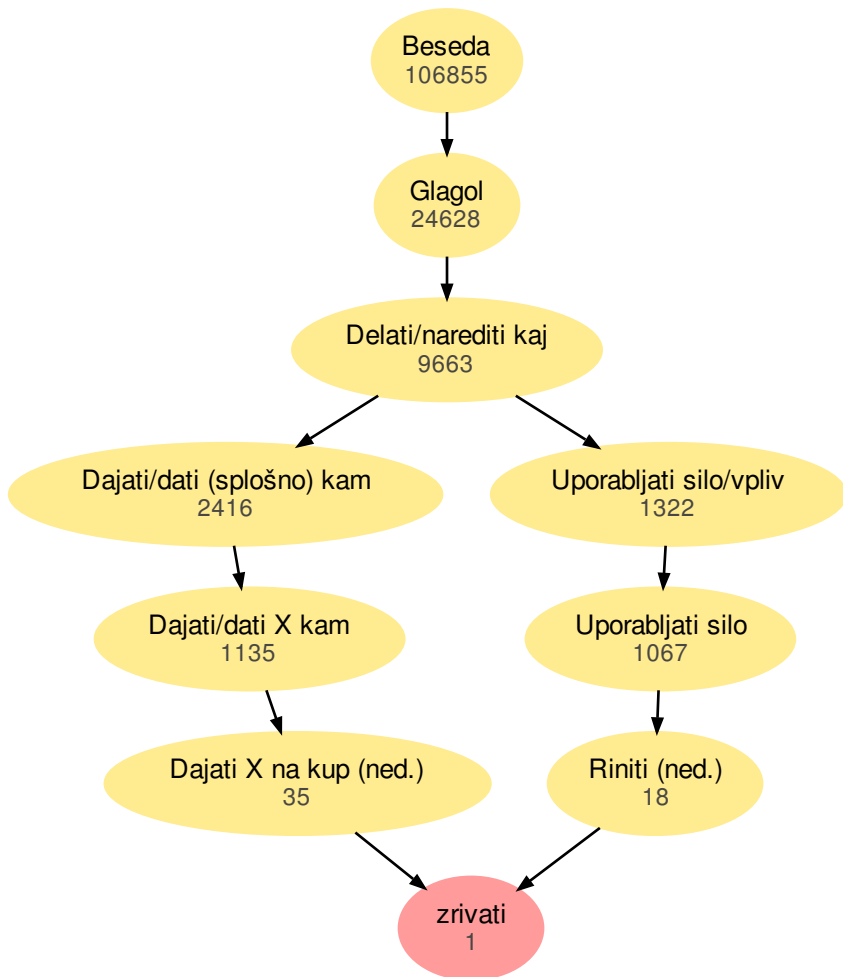 Beseda
106855
Glagol
24628
Delati/narediti kaj
9663
Dajati/dati (splošno) kam
2416
Uporabljati silo/vpliv
1322
Dajati/dati X kam
1135
Uporabljati silo
1067
Dajati X na kup (ned.)
35
Riniti (ned.)
18
zrivati
1